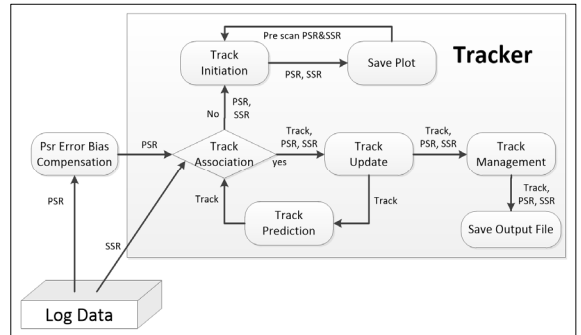 Pre scan PSR&SSR
Track
Initiation
PSR, SSR
Save Plot
Tracker
No
PSR,
SSR
Psr Error Bias
Compensation
PSR
Track
Association
yes
Track,
PSR, SSR
Track
Update
Track,
PSR, SSR
Track
Management
PSR
SSR
Track
Track
Prediction
Track
Track,
PSR, SSR
Save Output File
Log Data